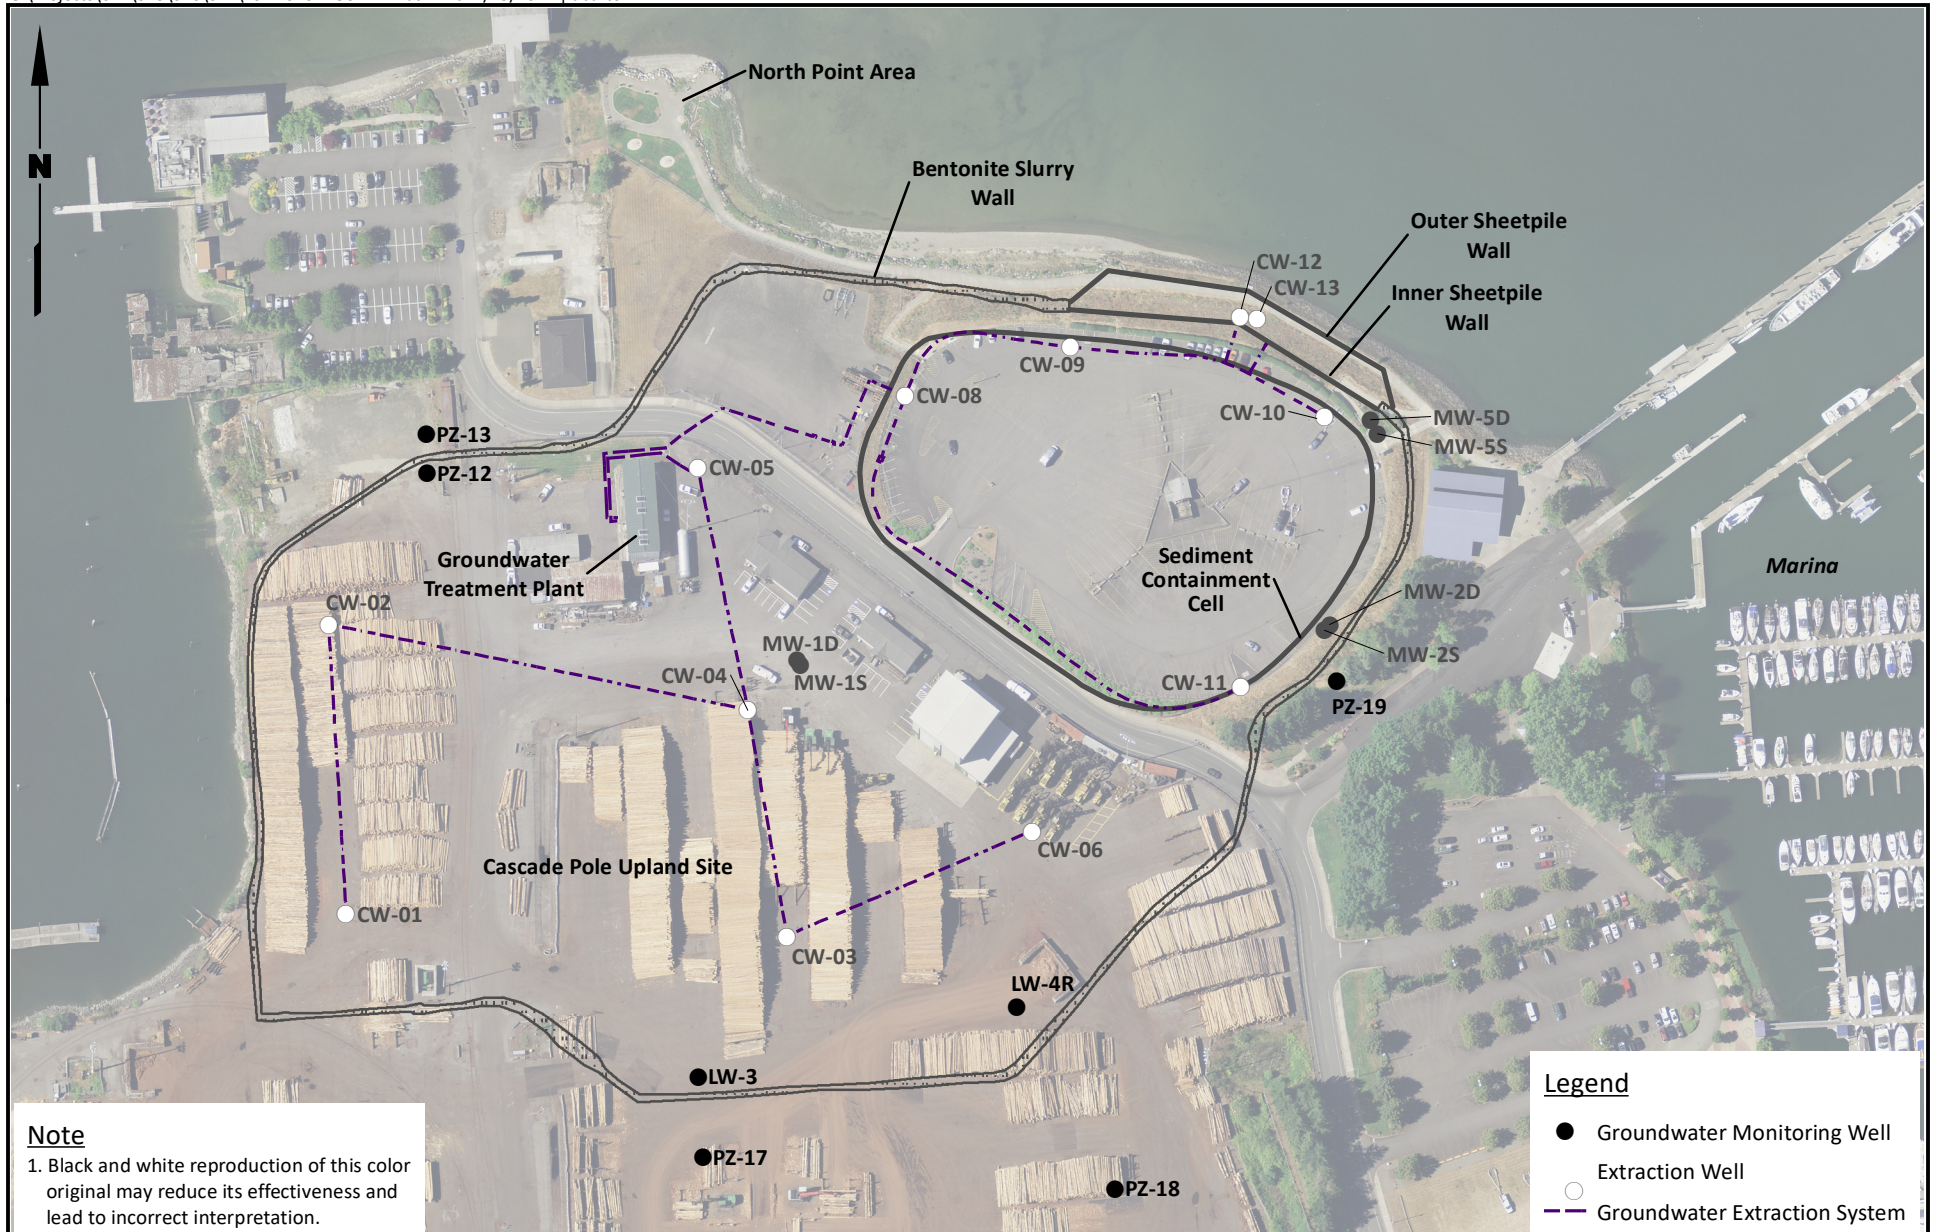 North Point Area
N
Bentonite Slurry
Wall
Outer Sheetpile
Wall
CW-12
CW-13
Inner Sheetpile
Wall
CW-09
CW-08
CW-10
MW-5D
MW-5S
PZ-13
PZ-12
CW-05
Groundwater
Treatment Plant
Sediment
Containment
Cell
Marina
CW-02
MW-2D
MW-2S
MW-1D
MW-1S
CW-04
CW-11
PZ-19
CW-06
Cascade Pole Upland Site
CW-01
CW-03
LW-4R
LW-3
PZ-17
PZ-18
Note
1. Black and white reproduction of this color
original may reduce its effectiveness and
lead to incorrect interpretation.
Legend
Groundwater Monitoring Well
Extraction Well
Groundwater Extraction System